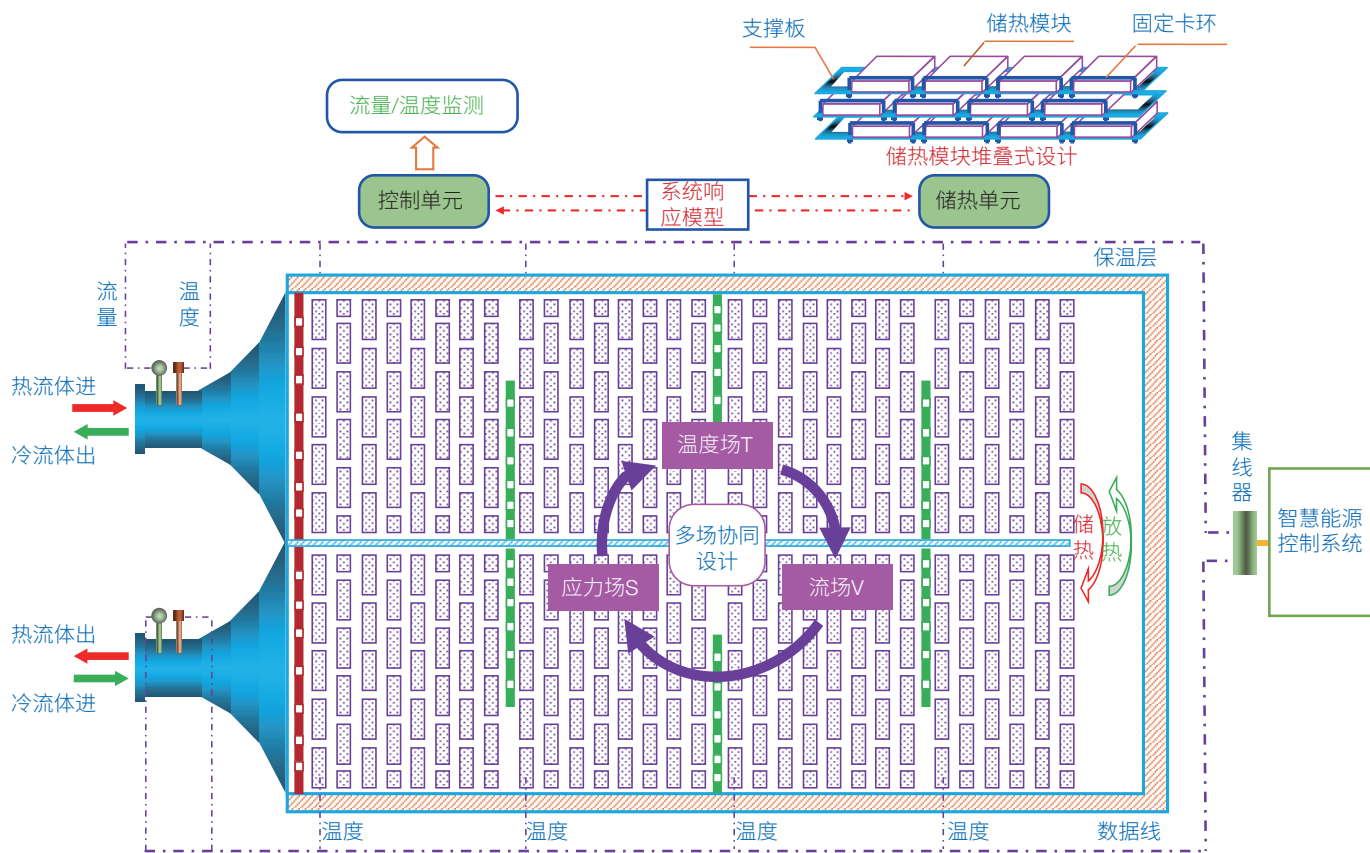 支撑板
储热模块
固定卡环
储热模块堆叠式设计
流量/温度监测
控制单元
系统响
应模型
储热单元
保温层
流量
温度
热流体进
冷流体出
热流体出
冷流体进
温度场T
多场协同
设计
应力场S
流场V
储热
放热
集线器
智慧能源
控制系统
温度
温度
温度
温度
数据线